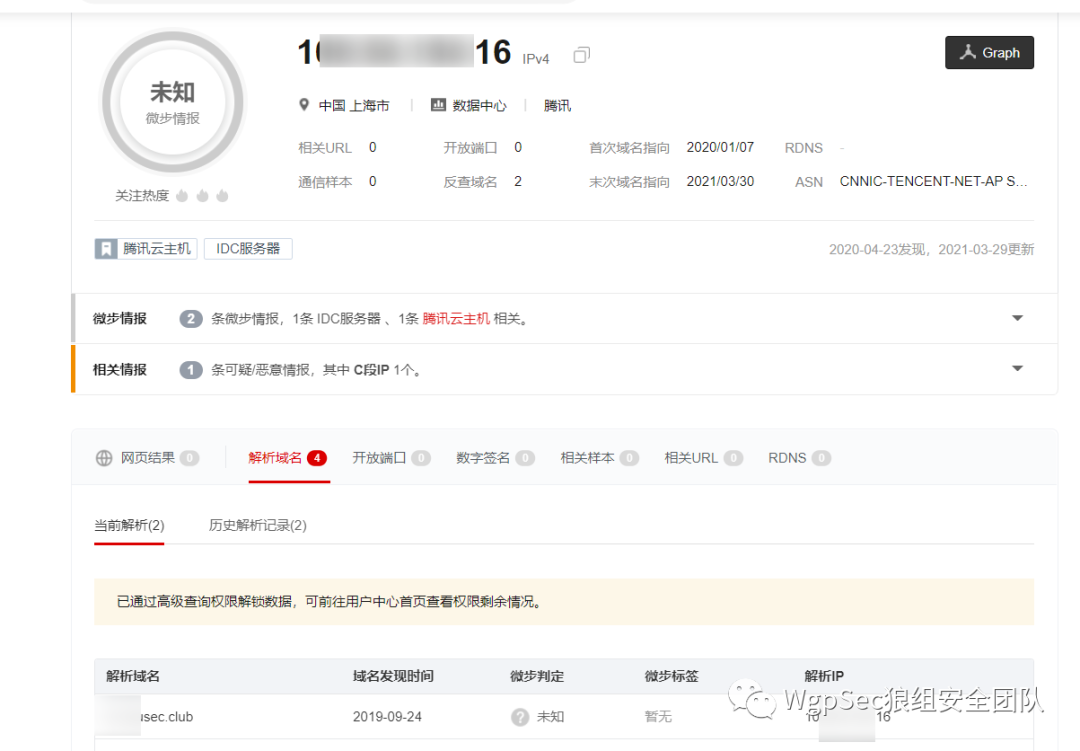 未知
微步情报
关注热度
16 IPv4
Graph
中国 上海市 数据中心 腾讯
相关URL 0 开放端口 0 首次域名指向 2020/01/07 RDNS -
通信样本 0 反查域名 2 末次域名指向 2021/03/30 ASN CNNIC-TENCENT-NET-AP S...
腾讯云主机 IDC服务器 2020-04-23发现，2021-03-29更新
微步情报 2 条微步情报，1条 IDC服务器 、1条 腾讯云主机 相关。
相关情报 1 条可疑/恶意情报，其中 C段IP 1个。
网页结果 0 解析域名 4 开放端口 0 数字签名 0 相关样本 0 相关URL 0 RDNS 0
当前解析(2) 历史解析记录(2)
已通过高级查询权限解锁数据，可前往用户中心首页查看权限剩余情况。
解析域名 域名发现时间 微步判定 微步标签 解析IP
sec.club 2019-09-24 ? 未知 暂无 10 16
WgpSec狼组安全团队